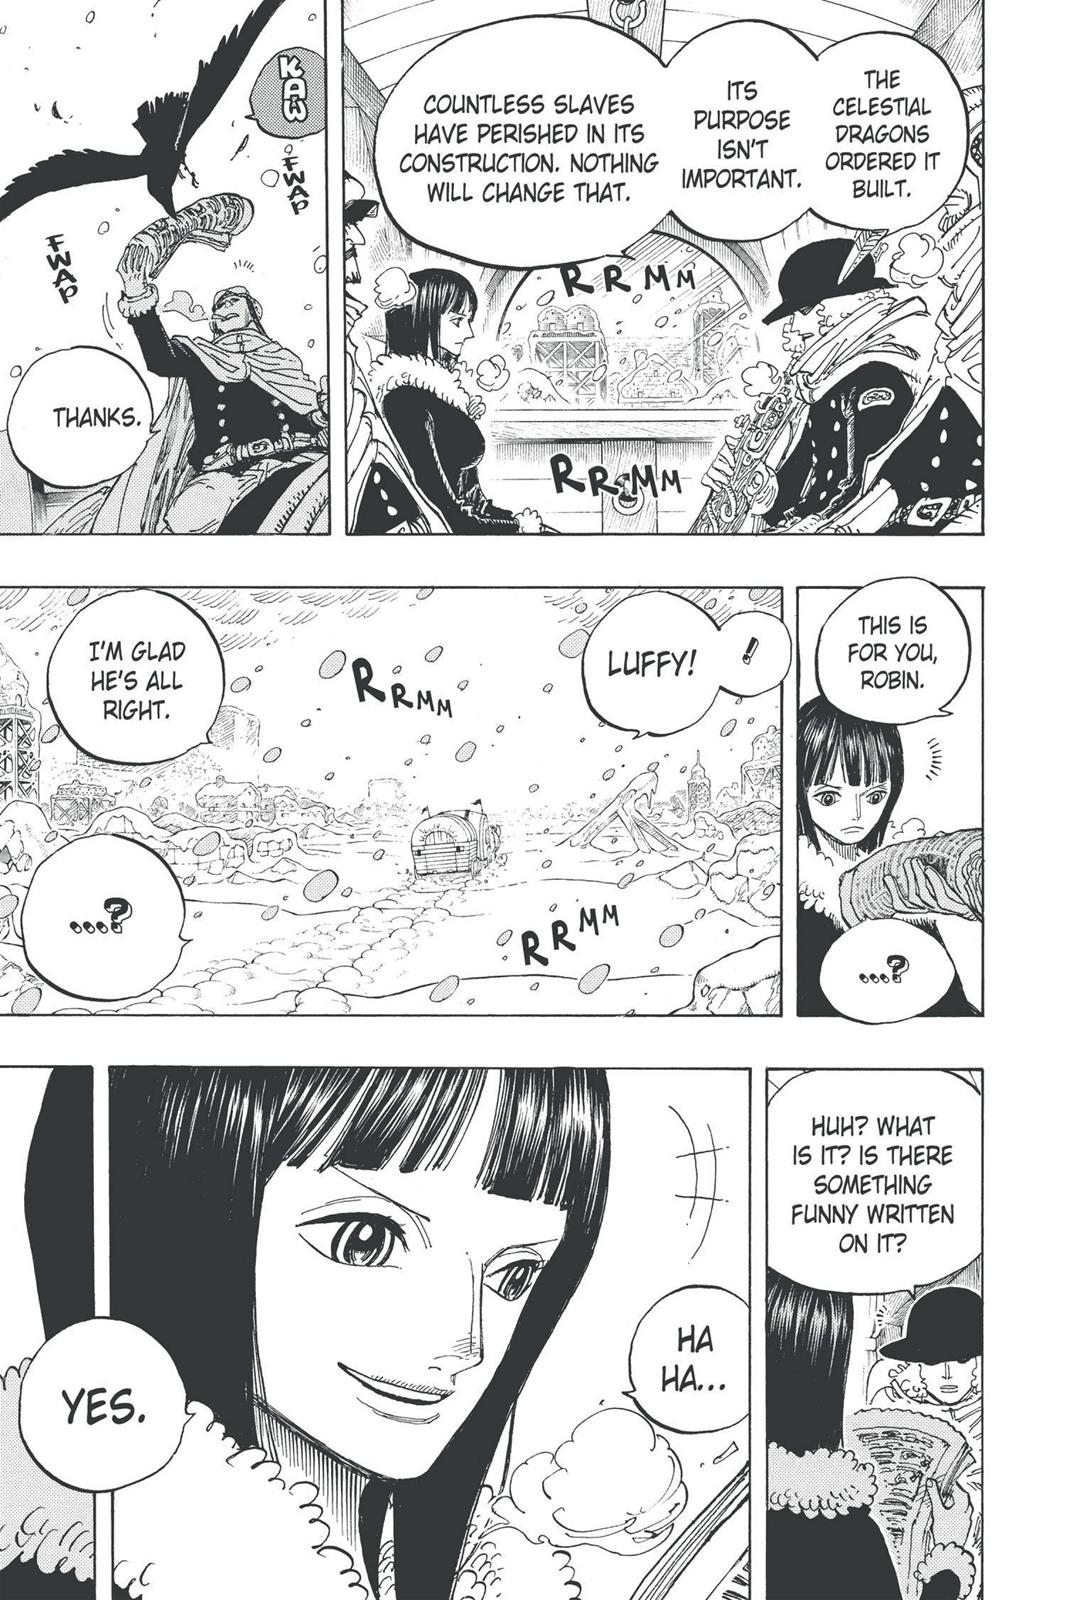 THE
CELESTIAL
DRAGONS
ORDERED IT
BUILT.
ITS
PURPOSE
ISN'T
IMPORTANT.
COUNTLESS SLAVES
HAVE PERISHED IN ITS
CONSTRUCTION. NOTHING
WILL CHANGE THAT.
RRMM
RRMM
KAW
FWAP
FWAP
THANKS.
THIS IS
FOR YOU,
ROBIN.
...?
!
LUFFY!
RRMM
RRMM
I'M GLAD
HE'S ALL
RIGHT.
...?
HUH? WHAT
IS IT? IS THERE
SOMETHING
FUNNY WRITTEN
ON IT?
HA
HA...
YES.